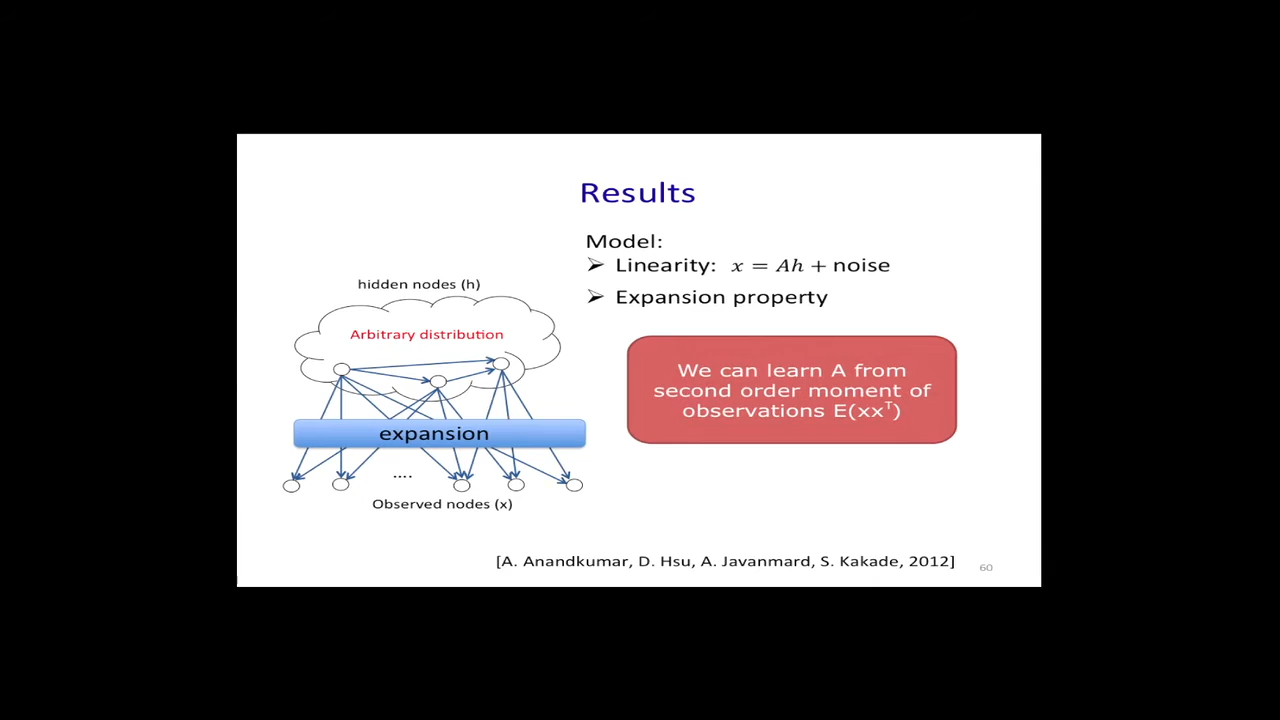 Results
Model:
➢ Linearity: x = Ah + noise
➢ Expansion property
hidden nodes (h)
Arbitrary distribution
expansion
....
Observed nodes (x)
We can learn A from
second order moment of
observations E(xxᵀ)
[A. Anandkumar, D. Hsu, A. Javanmard, S. Kakade, 2012]
60